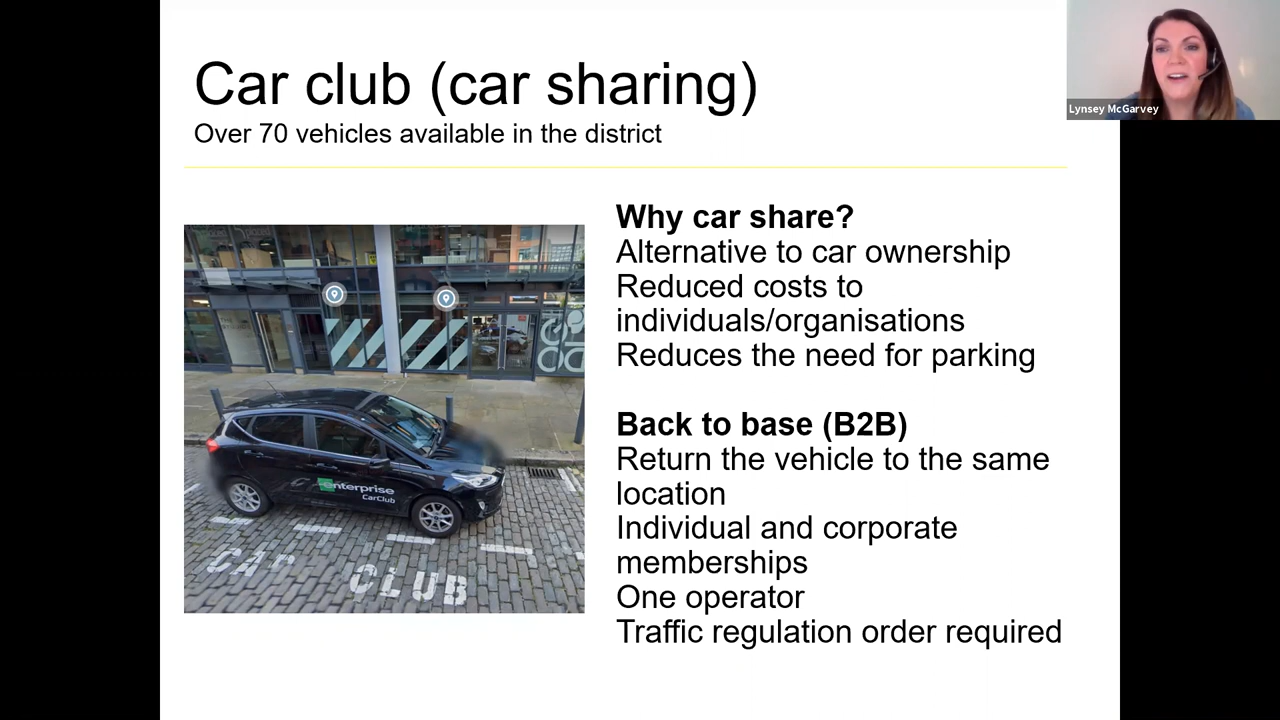 Car club (car sharing)
Over 70 vehicles available in the district
Lynsey McGarvey
Why car share?
Alternative to car ownership
Reduced costs to
individuals/organisations
Reduces the need for parking
Back to base (B2B)
Return the vehicle to the same
location
Individual and corporate
memberships
One operator
Traffic regulation order required
enterprise
CarClub
CAR CLUB